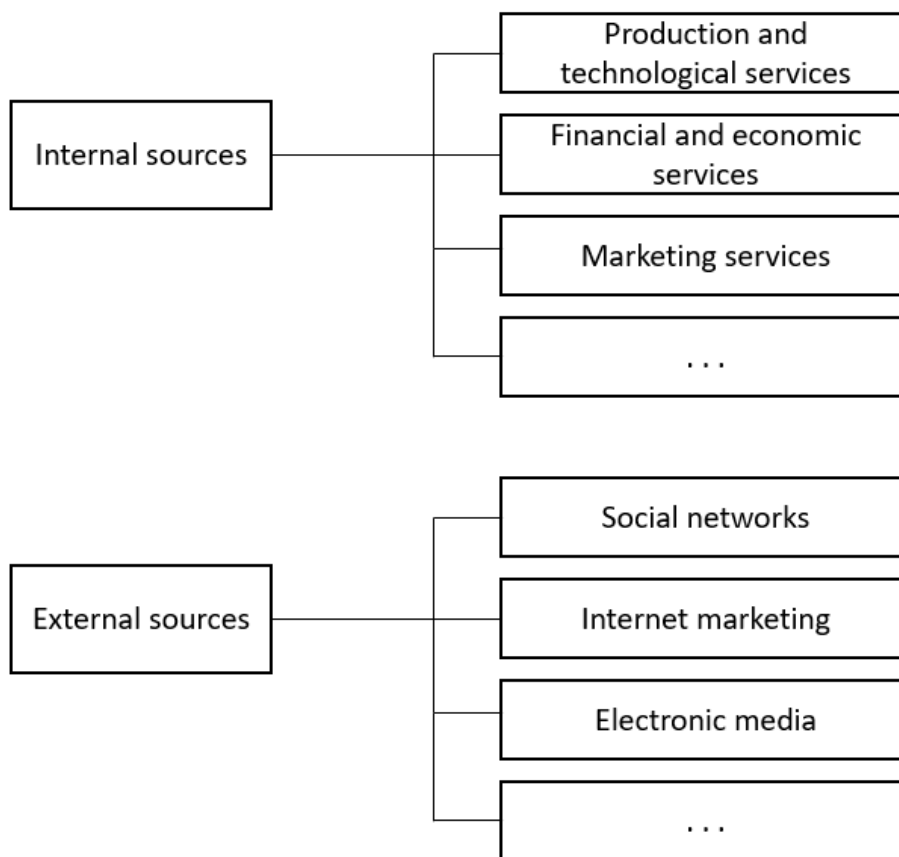 Production and
technological services
Internal sources
Financial and economic
services
Marketing services
. . .
Social networks
External sources
Internet marketing
Electronic media
. . .